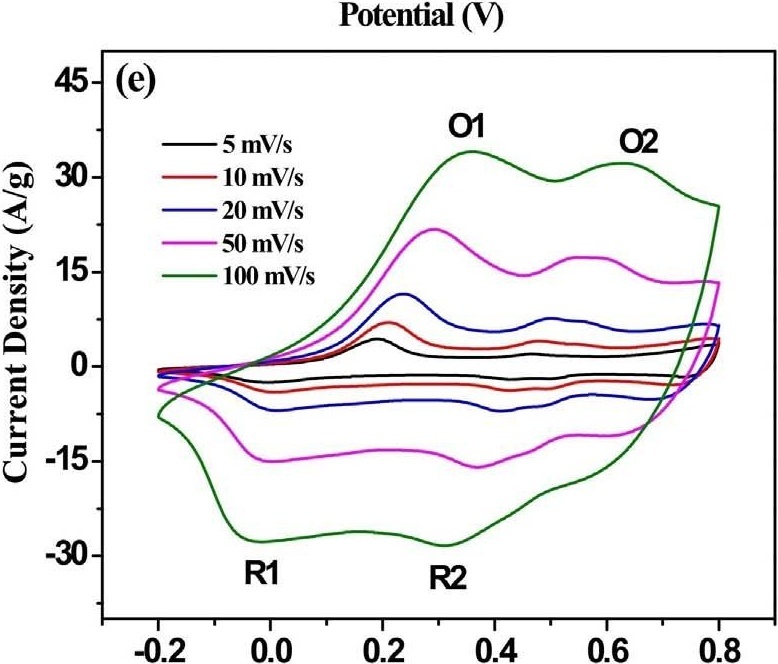 Potential (V)
(e)
45
30
15
0
-15
-30
Current Density (A/g)
5 mV/s
10 mV/s
20 mV/s
50 mV/s
100 mV/s
O1
O2
R1
R2
-0.2 0.0 0.2 0.4 0.6 0.8